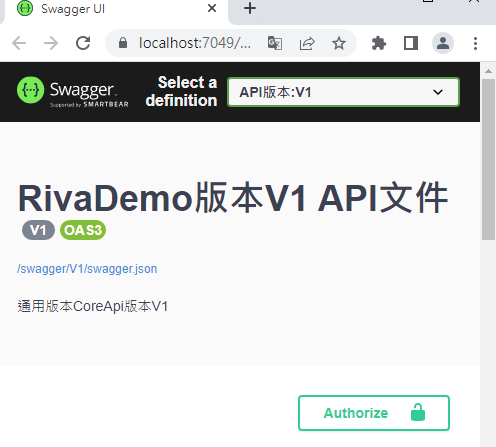 Swagger UI
localhost:7049/...
Swagger
Supported by SMARTBEAR
Select a
definition
API版本:V1
RivaDemo版本V1 API文件
V1 OAS3
/swagger/V1/swagger.json
通用版本CoreApi版本V1
Authorize